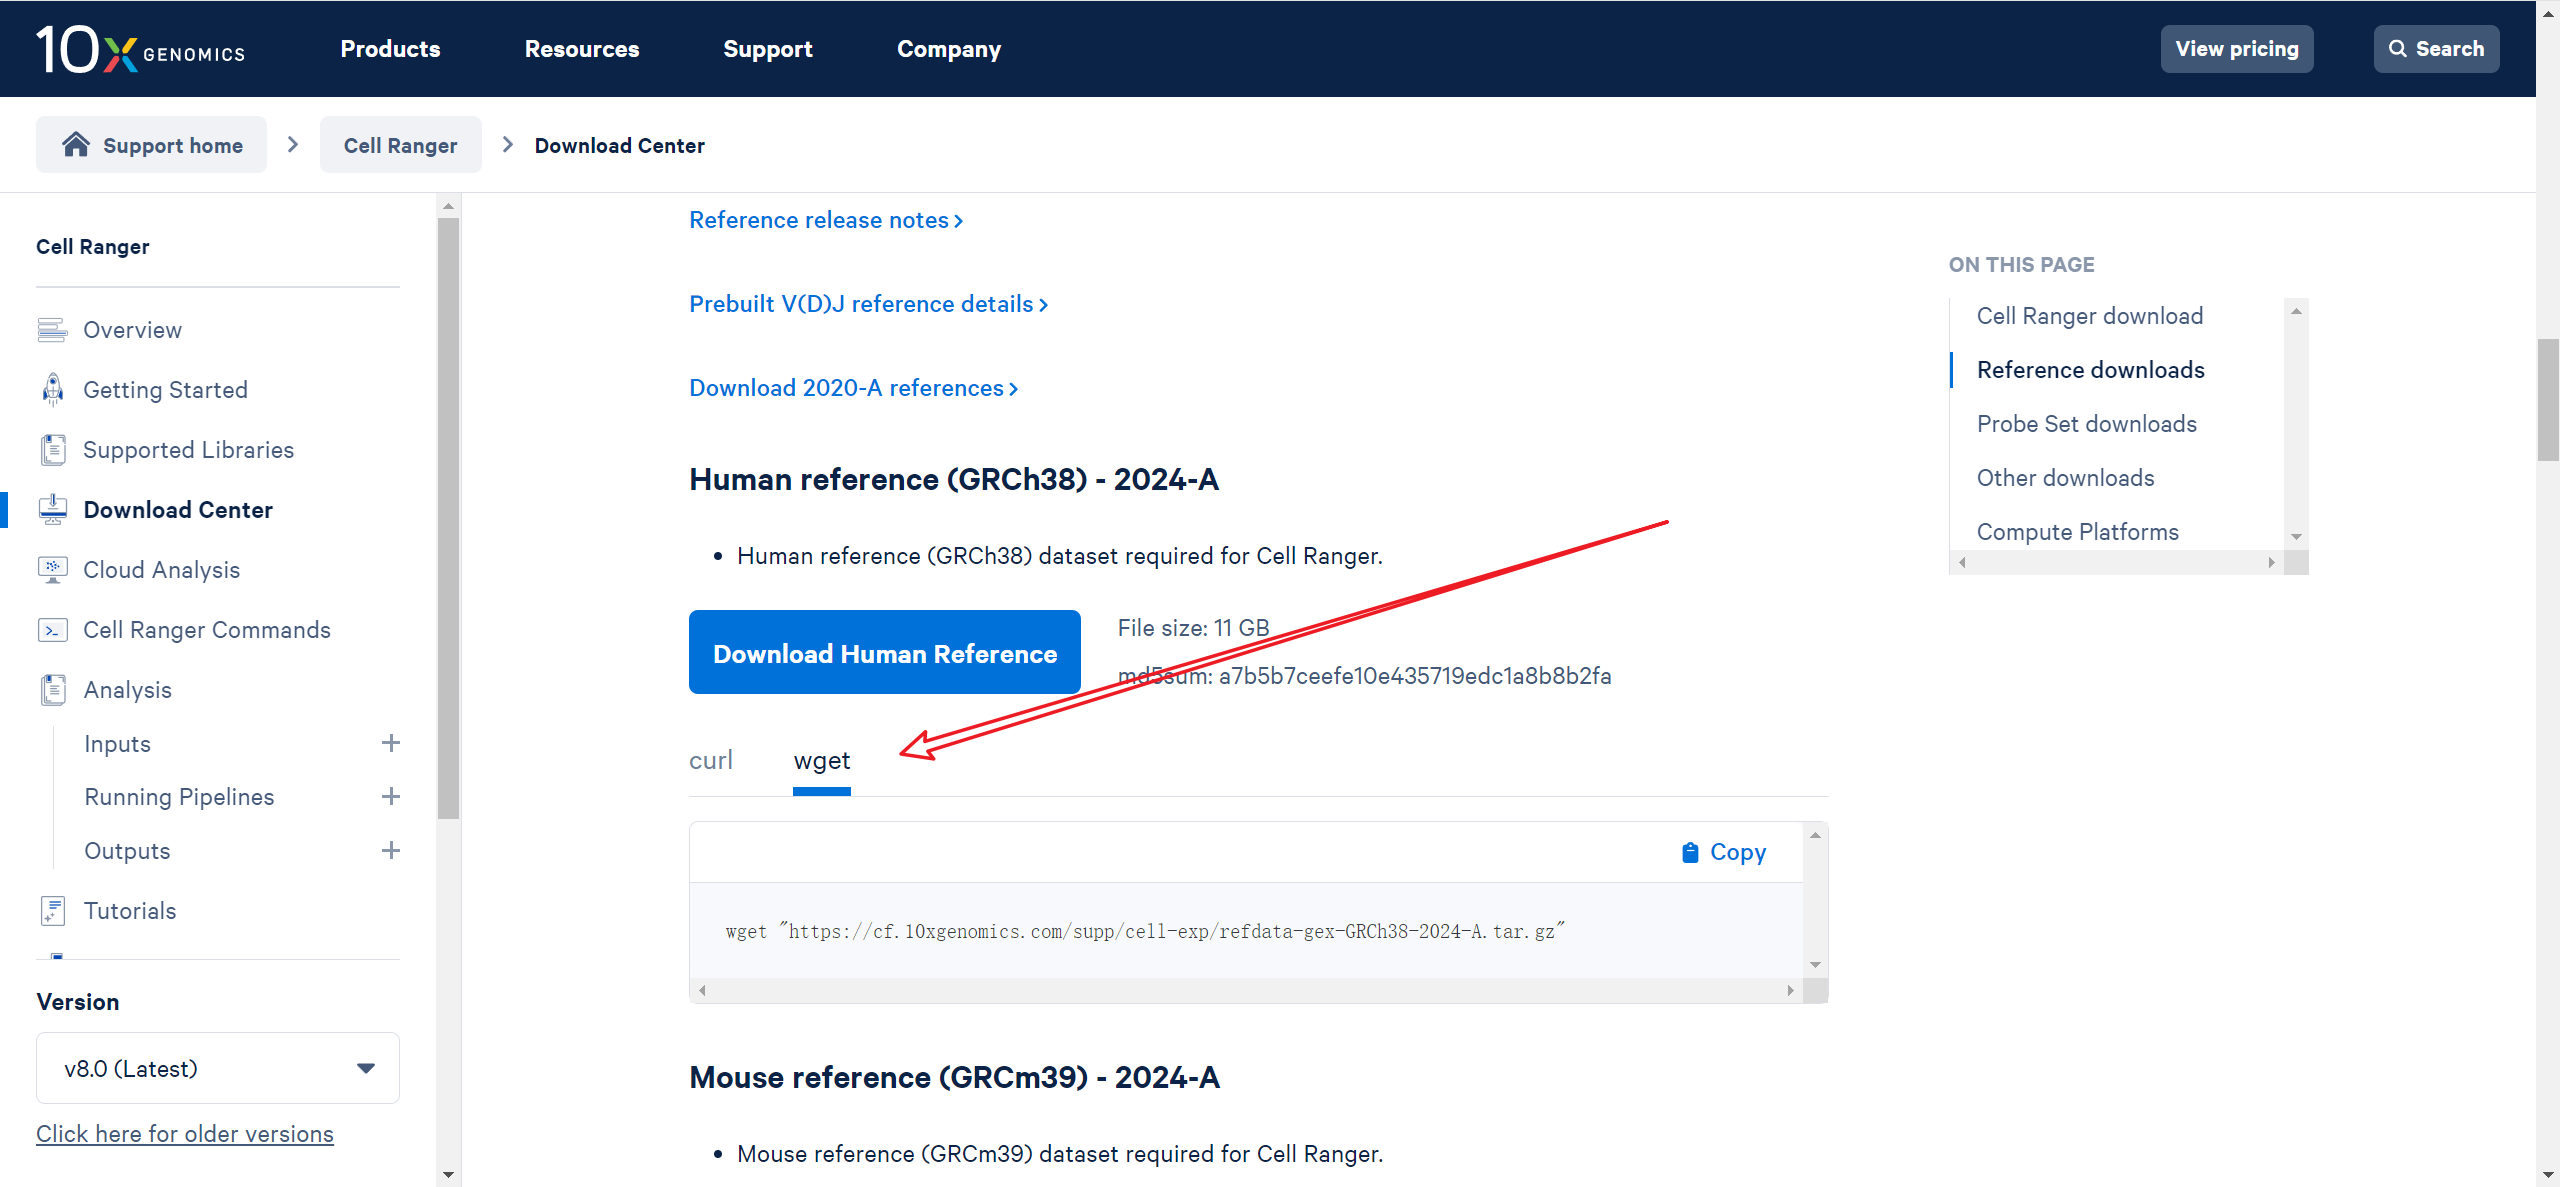 10x GENOMICS
Products
Resources
Support
Company
View pricing
Search
Support home
Cell Ranger
Download Center
Cell Ranger
Overview
Getting Started
Supported Libraries
Download Center
Cloud Analysis
Cell Ranger Commands
Analysis
Inputs
Running Pipelines
Outputs
Tutorials
Version
v8.0 (Latest)
Click here for older versions
Reference release notes
Prebuilt V(D)J reference details
Download 2020-A references
Human reference (GRCh38) - 2024-A
Human reference (GRCh38) dataset required for Cell Ranger.
Download Human Reference
File size: 11 GB
md5sum: a7b5b7ceefe10e435719edc1a8b8b2fa
curl
wget
Copy
wget "https://cf.10xgenomics.com/supp/cell-exp/refdata-gex-GRCh38-2024-A.tar.gz"
Mouse reference (GRCm39) - 2024-A
Mouse reference (GRCm39) dataset required for Cell Ranger.
ON THIS PAGE
Cell Ranger download
Reference downloads
Probe Set downloads
Other downloads
Compute Platforms